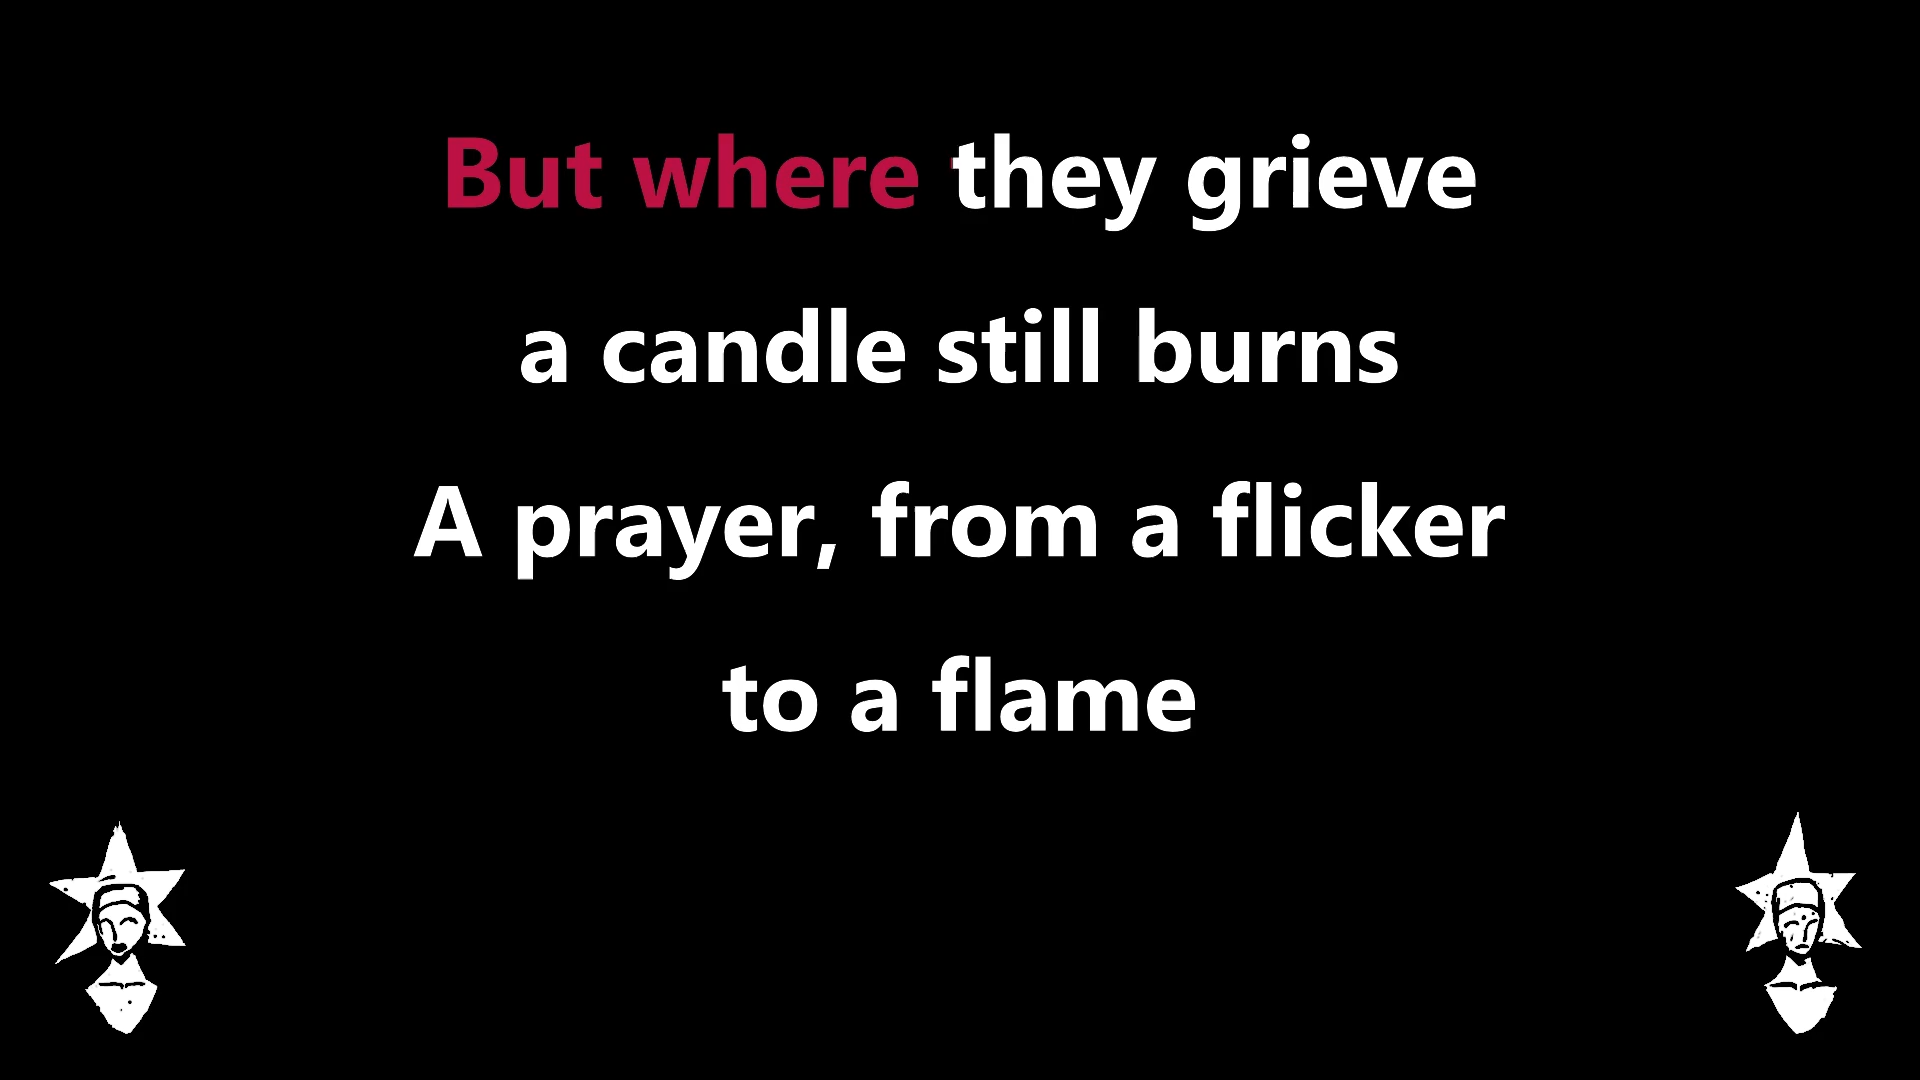 But where they grieve
a candle still burns
A prayer, from a flicker
to a flame